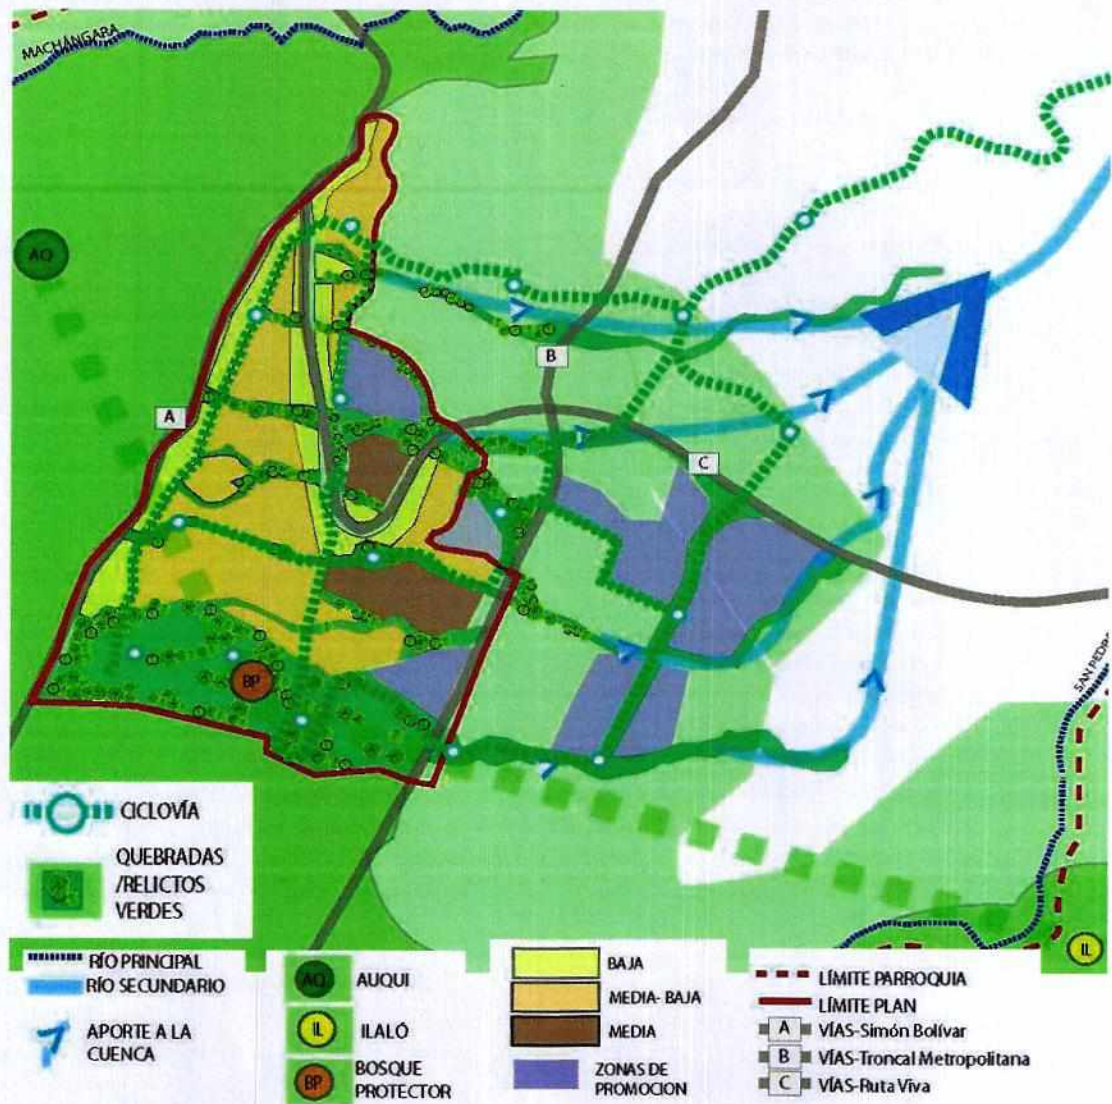 MACHÁNGARA
AQ
A
B
C
BP
SAN PEDRO
IL
CICLOVÍA
QUEBRADAS
/RELICTOS
VERDES
RÍO PRINCIPAL
RÍO SECUNDARIO
APORTE A LA
CUENCA
AQ AUQUI
IL ILALÓ
BP BOSQUE
PROTECTOR
BAJA
MEDIA- BAJA
MEDIA
ZONAS DE
PROMOCION
LÍMITE PARROQUIA
LÍMITE PLAN
A VÍAS-Simón Bolívar
B VÍAS-Troncal Metropolitana
C VÍAS-Ruta Viva